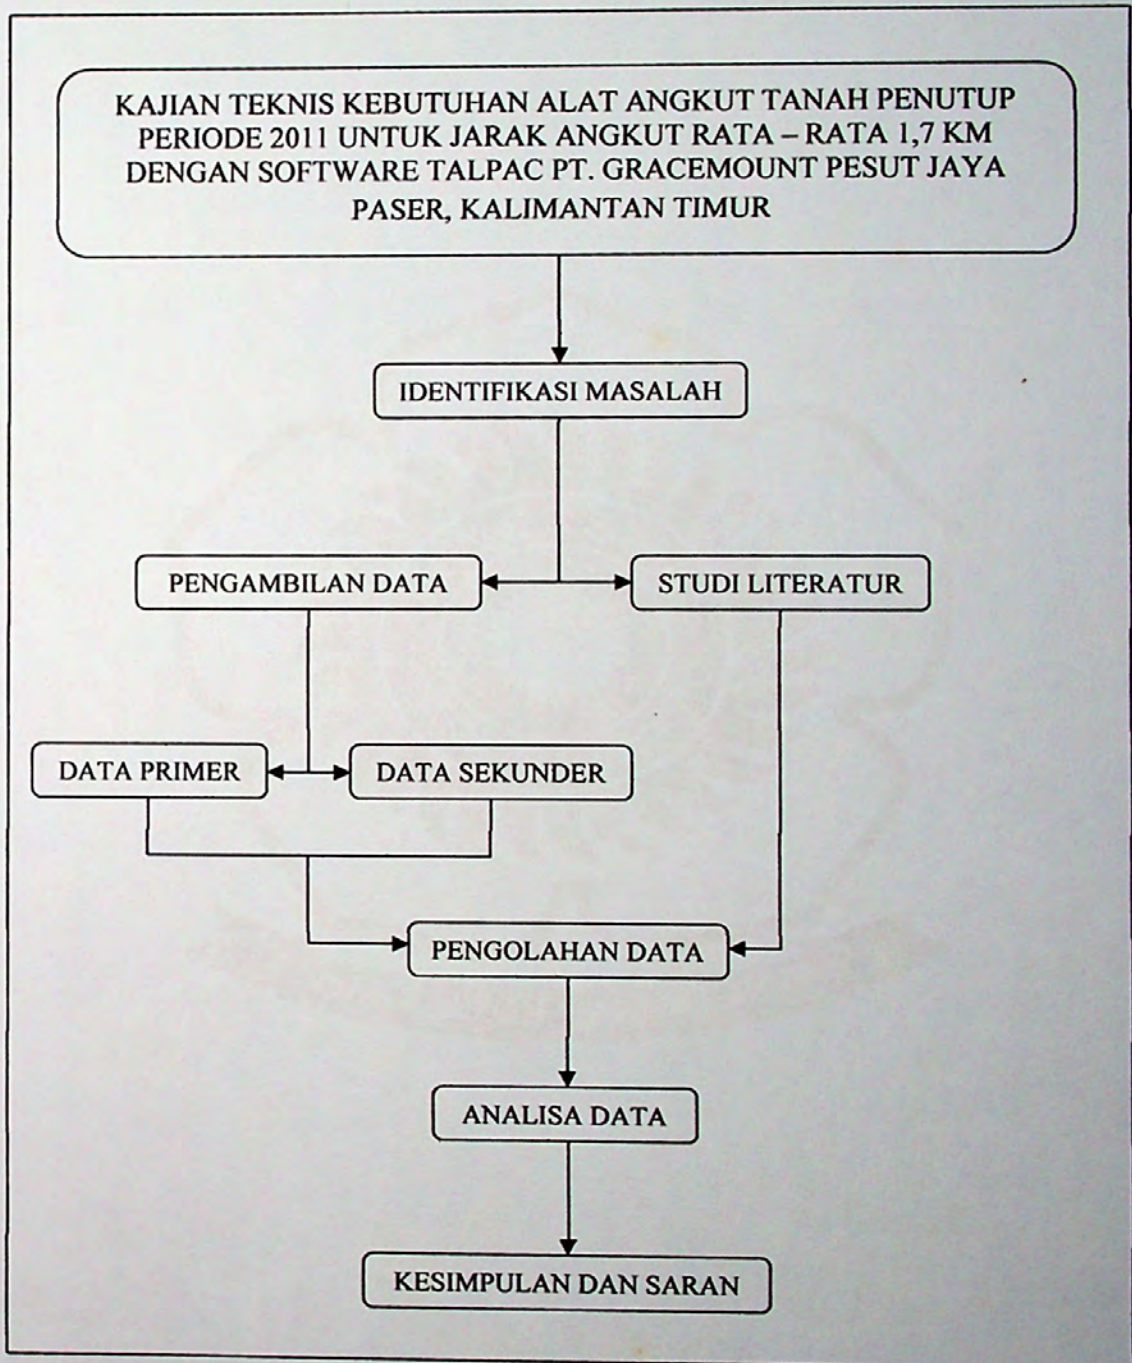 KAJIAN TEKNIS KEBUTUHAN ALAT ANGKUT TANAH PENUTUP
PERIODE 2011 UNTUK JARAK ANGKUT RATA – RATA 1,7 KM
DENGAN SOFTWARE TALPAC PT. GRACEMOUNT PESUT JAYA
PASER, KALIMANTAN TIMUR
IDENTIFIKASI MASALAH
PENGAMBILAN DATA
STUDI LITERATUR
DATA PRIMER
DATA SEKUNDER
PENGOLAHAN DATA
ANALISA DATA
KESIMPULAN DAN SARAN